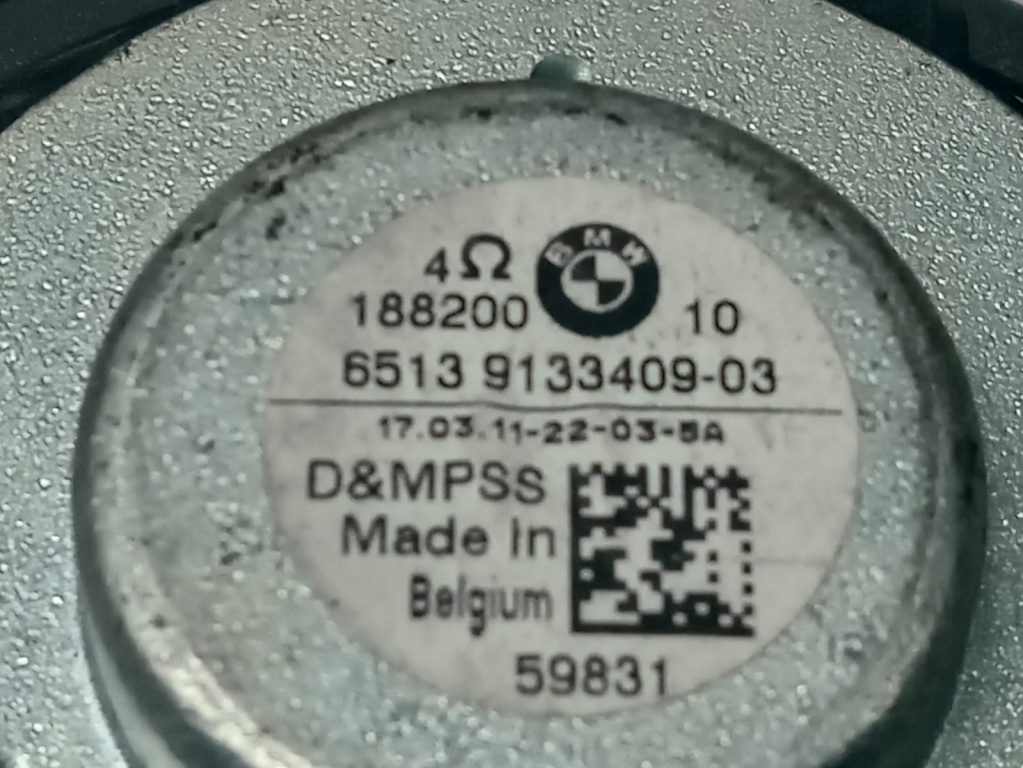 BMW
4Ω
188200 10
6513 9133409-03
17.03.11-22-03-5A
D&MPSs
Made In
Belgium
59831